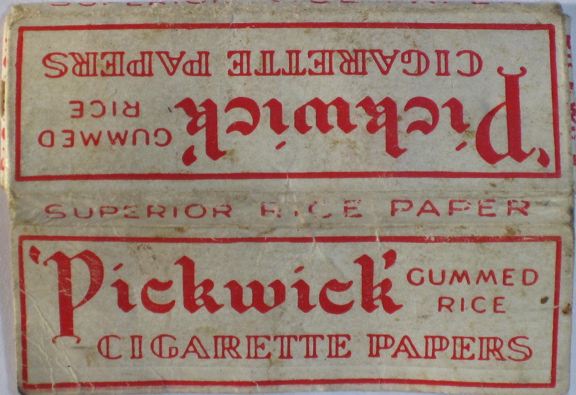 SUPERIOR RICE PAPER
CIGARETTE PAPERS
'Pickwick' GUMMED
RICE
SUPERIOR RICE PAPER
'Pickwick' GUMMED
RICE
CIGARETTE PAPERS